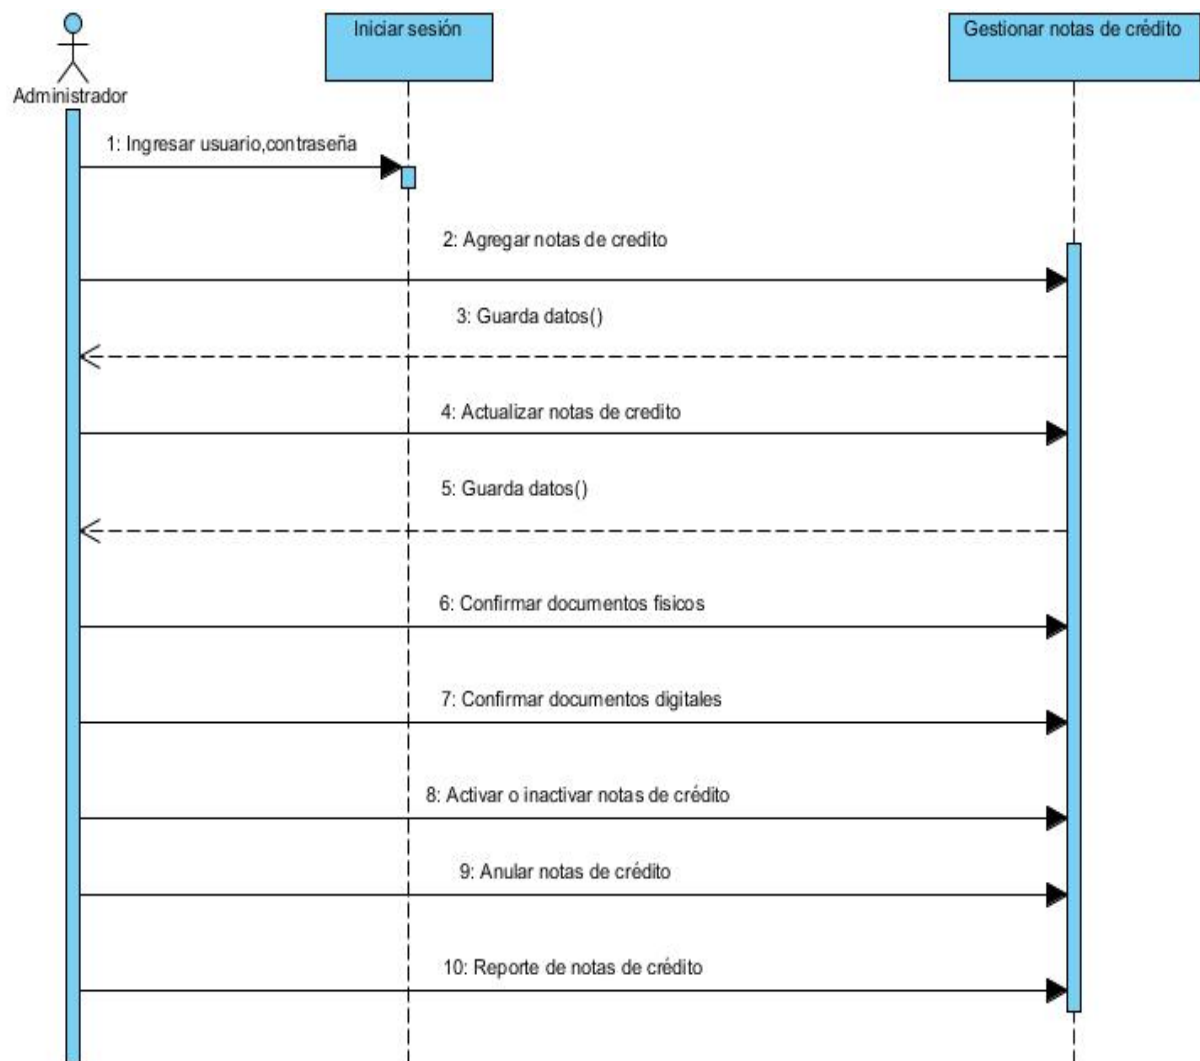 Iniciar sesión
Gestionar notas de crédito
Administrador
1: Ingresar usuario,contraseña
2: Agregar notas de credito
3: Guarda datos()
4: Actualizar notas de credito
5: Guarda datos()
6: Confirmar documentos fisicos
7: Confirmar documentos digitales
8: Activar o inactivar notas de crédito
9: Anular notas de crédito
10: Reporte de notas de crédito